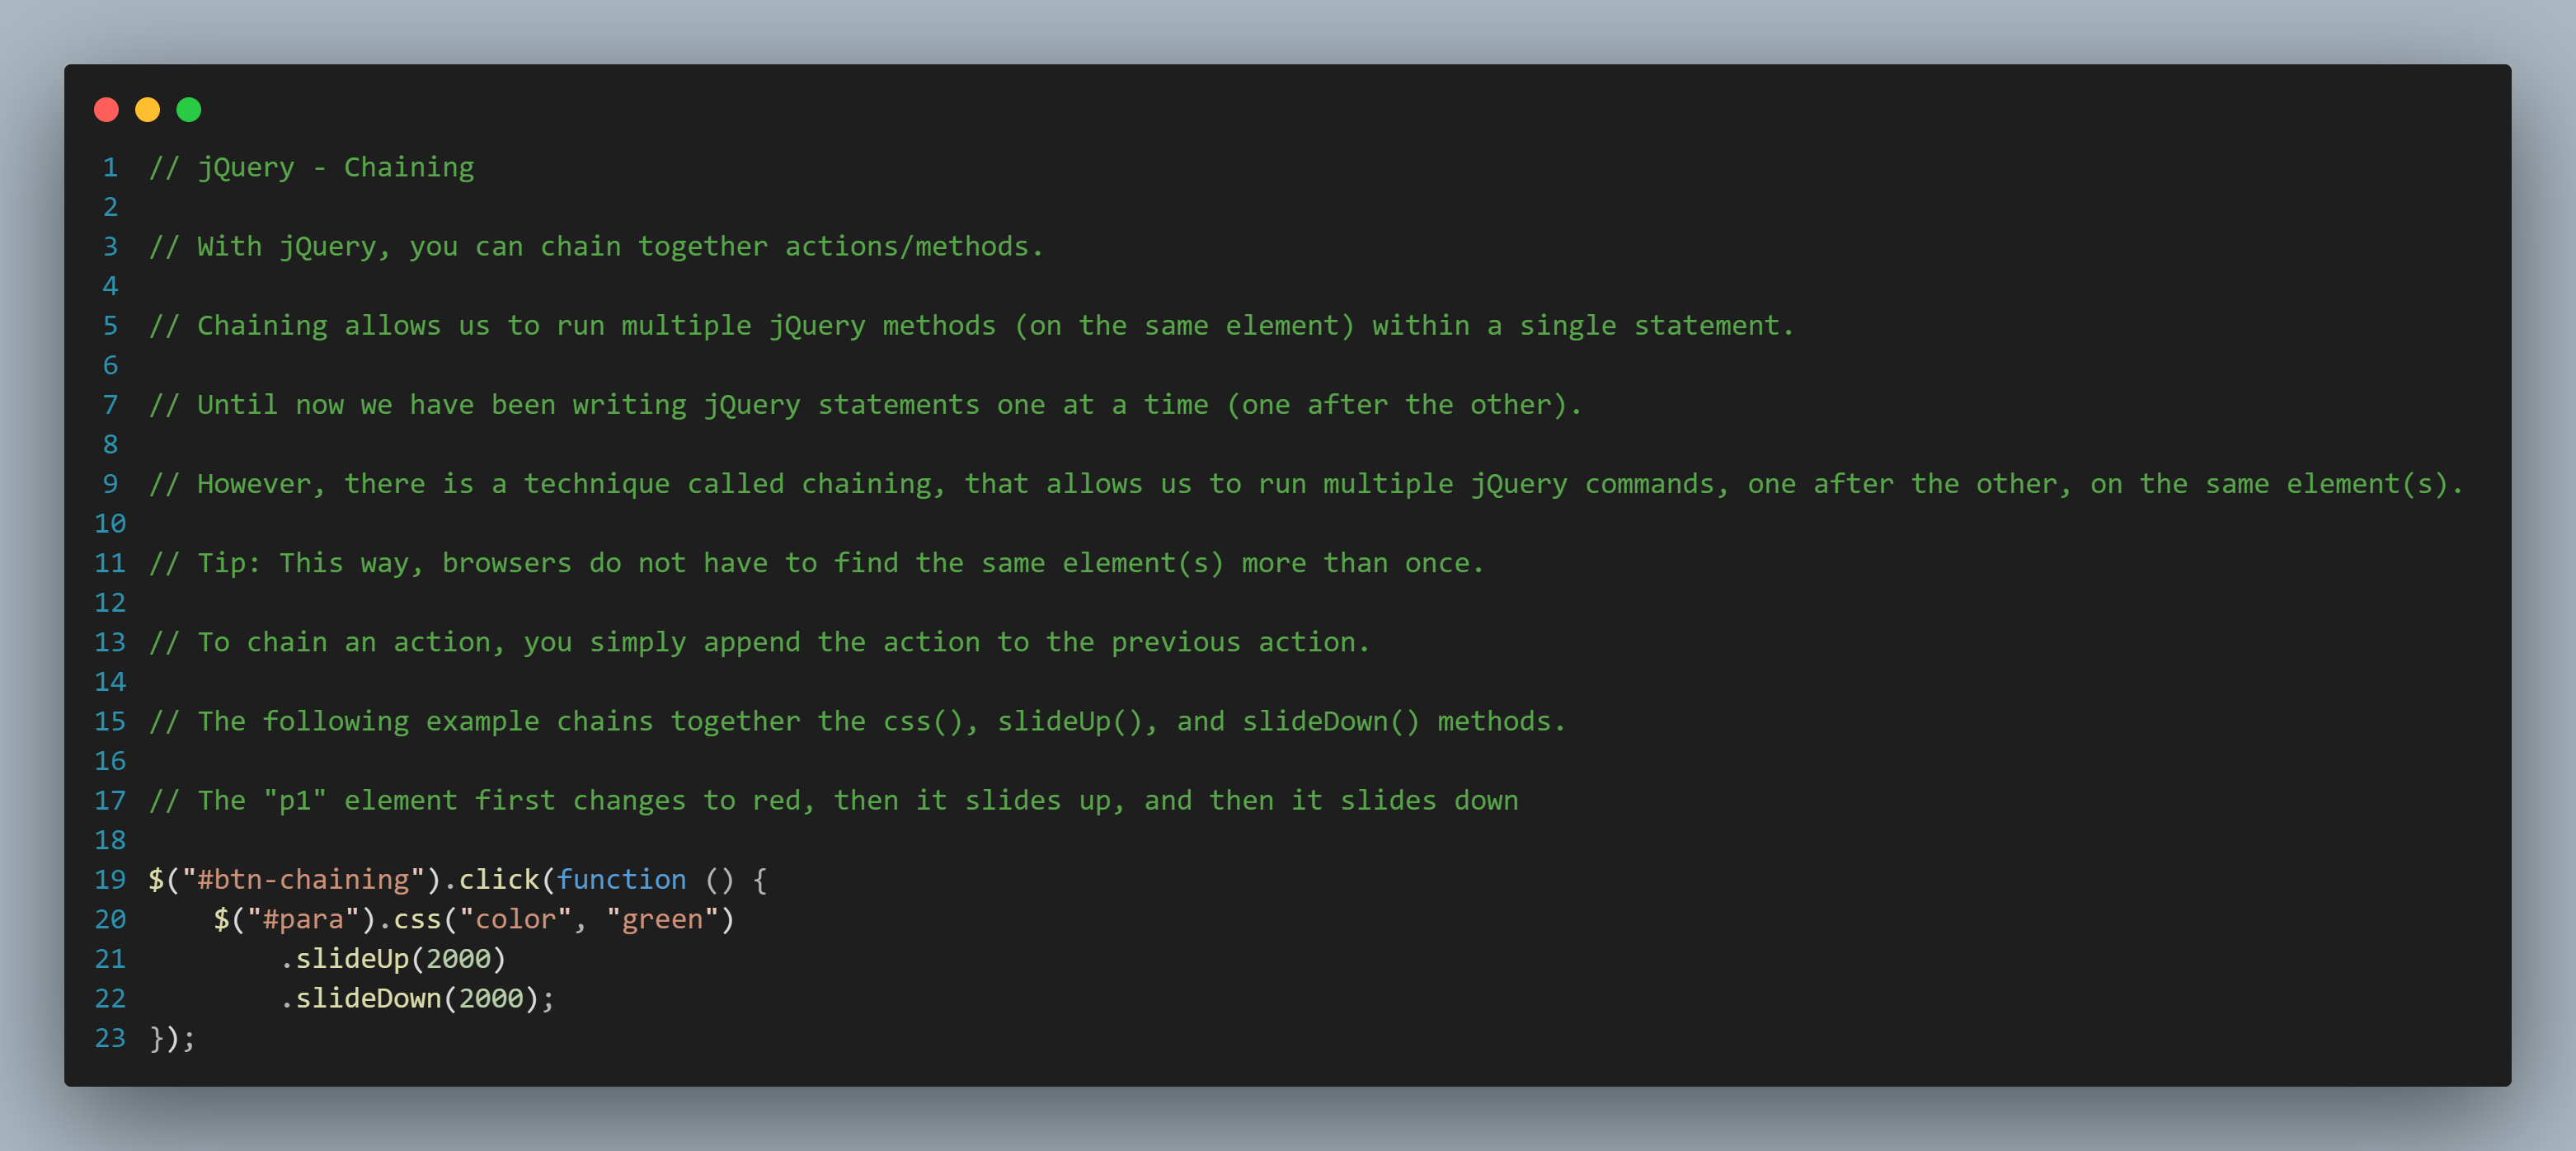 1 // jQuery - Chaining
2
3 // With jQuery, you can chain together actions/methods.
4
5 // Chaining allows us to run multiple jQuery methods (on the same element) within a single statement.
6
7 // Until now we have been writing jQuery statements one at a time (one after the other).
8
9 // However, there is a technique called chaining, that allows us to run multiple jQuery commands, one after the other, on the same element(s).
10
11 // Tip: This way, browsers do not have to find the same element(s) more than once.
12
13 // To chain an action, you simply append the action to the previous action.
14
15 // The following example chains together the css(), slideUp(), and slideDown() methods.
16
17 // The "p1" element first changes to red, then it slides up, and then it slides down
18
19 $("#btn-chaining").click(function () {
20     $("#para").css("color", "green")
21         .slideUp(2000)
22         .slideDown(2000);
23 });